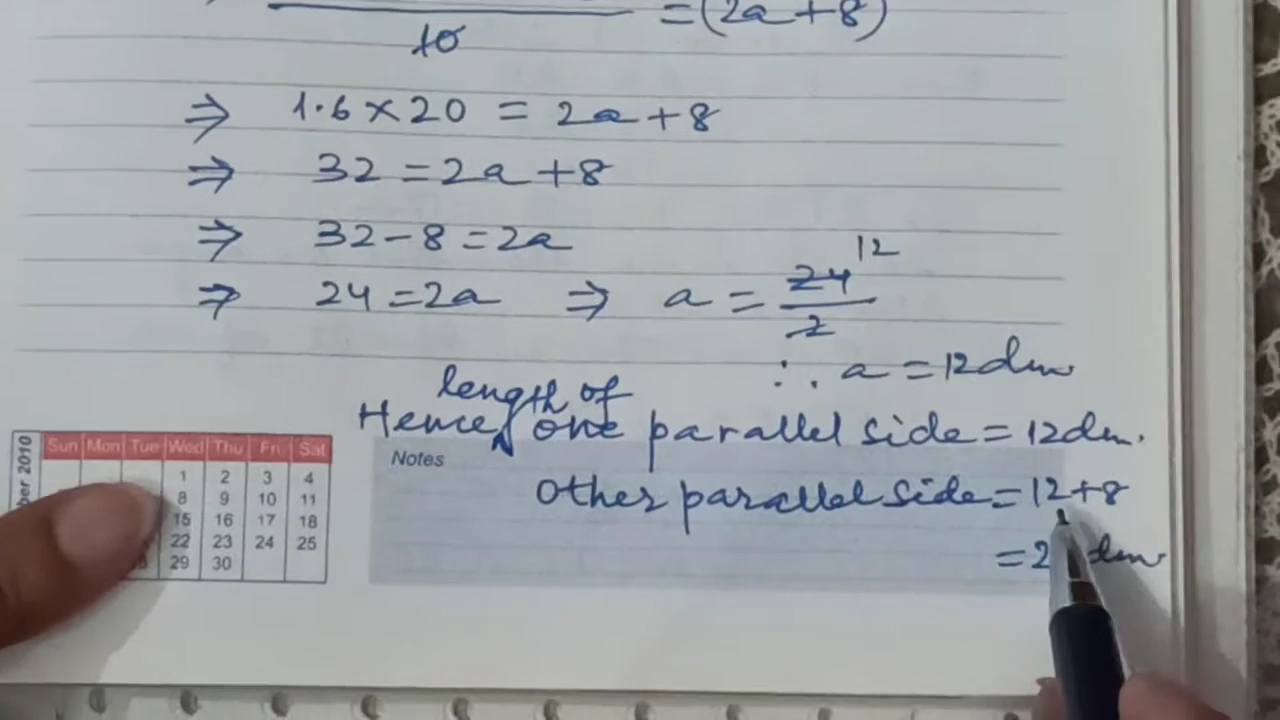 10 = (2a+8)
⇒ 1.6 × 20 = 2a + 8
⇒ 32 = 2a + 8
⇒ 32 - 8 = 2a
⇒ 24 = 2a ⇒ a = 24/2 12
∴ a = 12 dm
length of
Hence, one parallel side = 12 dm.
Other parallel side = 12 + 8
= 2 dm
Notes
ber 2010
Sun Mon Tue Wed Thu Fri Sat
1 2 3 4
8 9 10 11
15 16 17 18
22 23 24 25
29 30